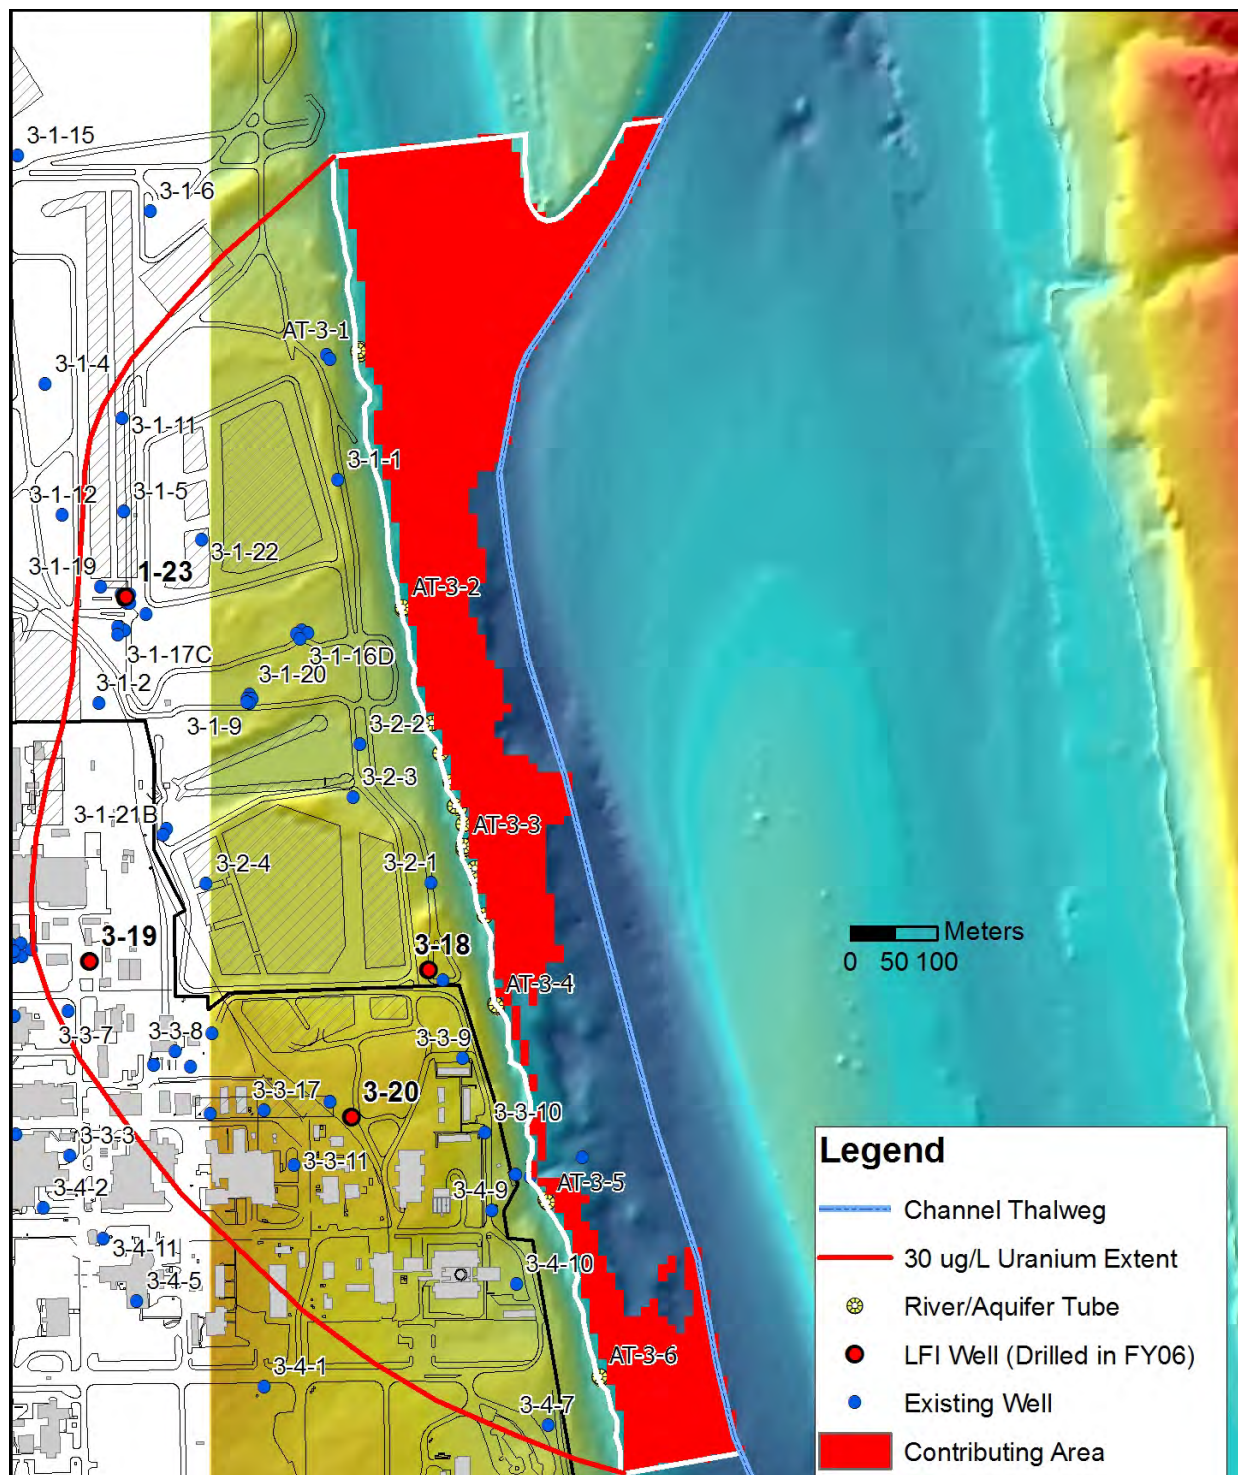 3-1-15
3-1-6
AT-3-1
3-1-4
3-1-11
3-1-1
3-1-12
3-1-5
3-1-22
3-1-19
1-23
AT-3-2
3-1-17C
3-1-16D
3-1-20
3-1-2
3-1-9
3-2-2
3-2-3
3-1-21B
AT-3-3
3-2-4
3-2-1
3-19
3-18
Meters
0 50 100
AT-3-4
3-3-7
3-3-8
3-3-9
3-3-17
3-20
3-3-10
3-3-3
3-3-11
AT-3-5
3-4-2
3-4-9
3-4-11
3-4-10
3-4-5
AT-3-6
3-4-1
3-4-7
Legend
Channel Thalweg
30 ug/L Uranium Extent
River/Aquifer Tube
LFI Well (Drilled in FY06)
Existing Well
Contributing Area